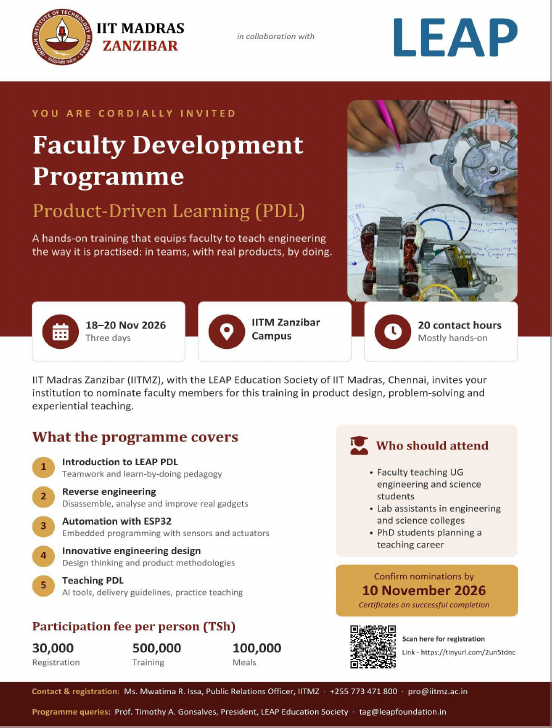 IIT MADRAS
ZANZIBAR
in collaboration with
LEAP
YOU ARE CORDIALLY INVITED
Faculty Development
Programme
Product-Driven Learning (PDL)
A hands-on training that equips faculty to teach engineering
the way it is practised: in teams, with real products, by doing.
18–20 Nov 2026
Three days
IITM Zanzibar
Campus
20 contact hours
Mostly hands-on
IIT Madras Zanzibar (IITMZ), with the LEAP Education Society of IIT Madras, Chennai, invites your
institution to nominate faculty members for this training in product design, problem-solving and
experiential teaching.
What the programme covers
1 Introduction to LEAP PDL
Teamwork and learn-by-doing pedagogy
2 Reverse engineering
Disassemble, analyse and improve real gadgets
3 Automation with ESP32
Embedded programming with sensors and actuators
4 Innovative engineering design
Design thinking and product methodologies
5 Teaching PDL
AI tools, delivery guidelines, practice teaching
Who should attend
• Faculty teaching UG
engineering and science
students
• Lab assistants in engineering
and science colleges
• PhD students planning a
teaching career
Confirm nominations by
10 November 2026
Certificates on successful completion
Participation fee per person (TSh)
30,000 500,000 100,000
Registration Training Meals
Scan here for registration
Link - https://tinyurl.com/2un5tdnc
Contact & registration: Ms. Mwatima R. Issa, Public Relations Officer, IITMZ · +255 773 471 800 · pro@iitmz.ac.in
Programme queries: Prof. Timothy A. Gonsalves, President, LEAP Education Society · tag@leapfoundation.in